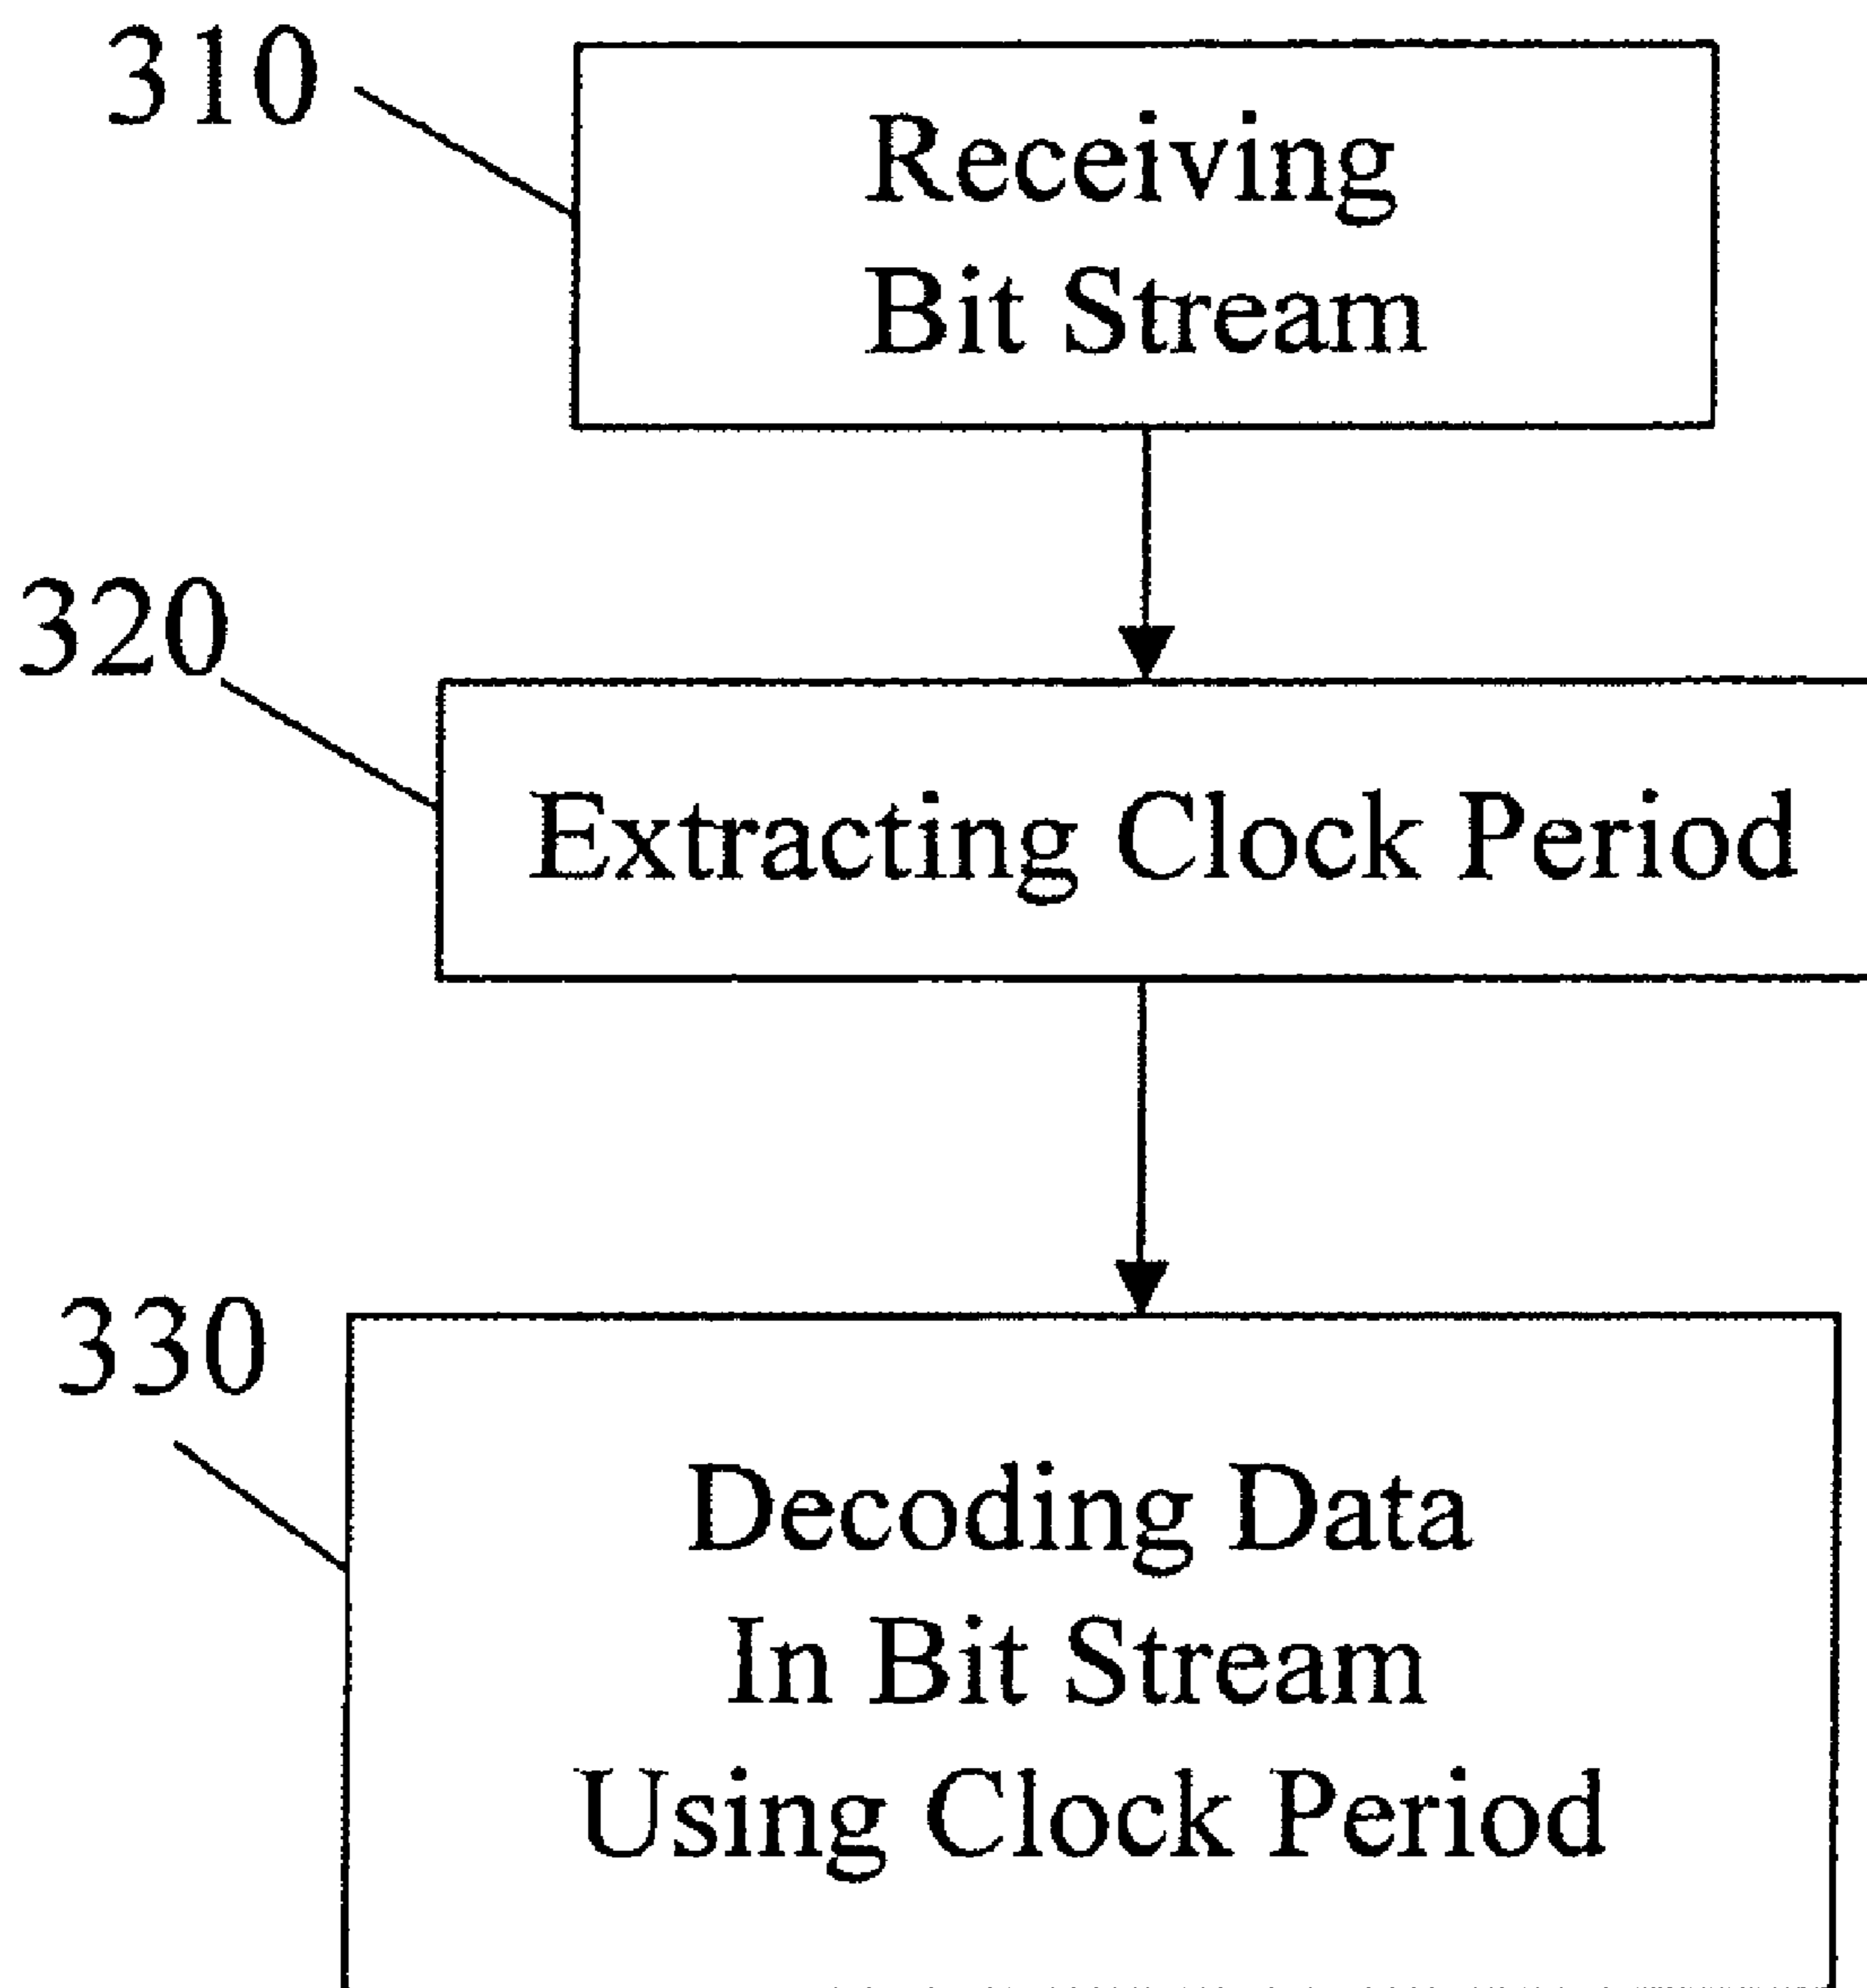 310
Receiving
Bit Stream
320
Extracting Clock Period
330
Decoding Data
In Bit Stream
Using Clock Period